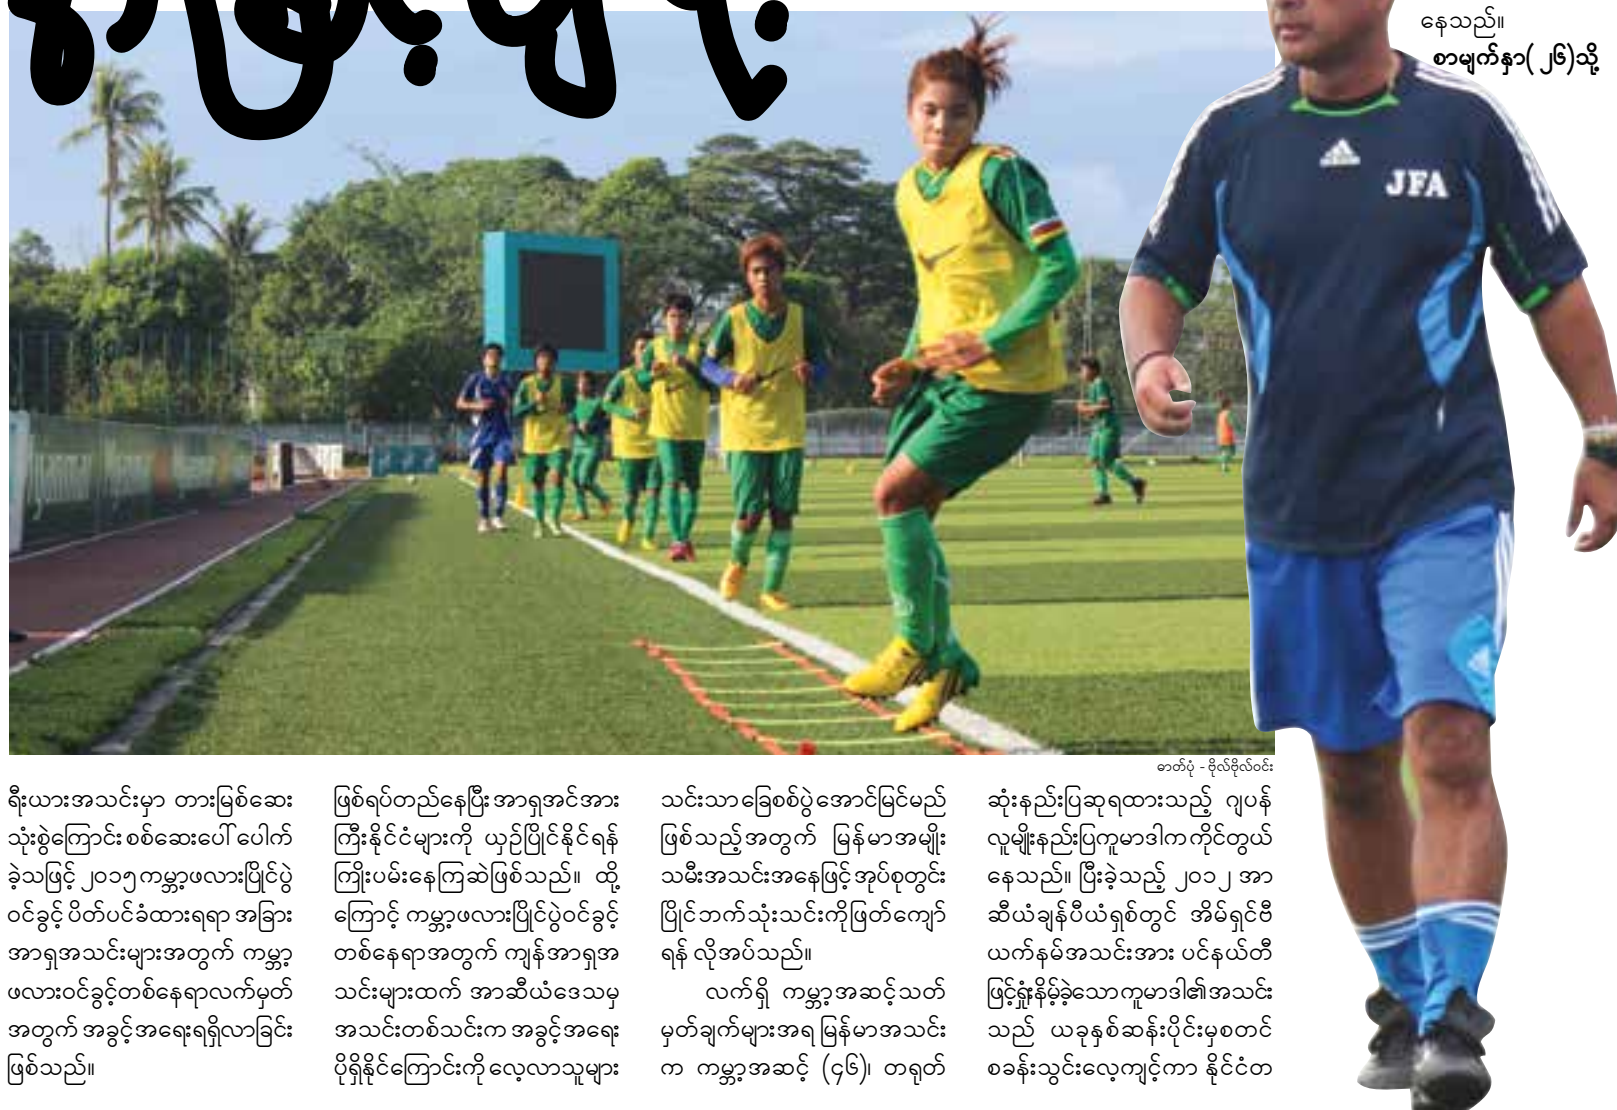 နေသည်။
စာမျက်နှာ(၂၆)သို့
JFA
ဓာတ်ပုံ - ဗိုလ်ဗိုလ်ဝင်း
ရီးယားအသင်းမှာ တားမြစ်ဆေး
သုံးစွဲကြောင်း စစ်ဆေးပေါ်ပေါက်
ခဲ့သဖြင့် ၂၀၁၅ ကမ္ဘာ့ဖလားပြိုင်ပွဲ
ဝင်ခွင့် ပိတ်ပင်ခံထားရရာ အခြား
အာရှအသင်းများအတွက် ကမ္ဘာ့
ဖလားဝင်ခွင့်တစ်နေရာလက်မှတ်
အတွက် အခွင့်အရေးရရှိလာခြင်း
ဖြစ်သည်။
ဖြစ်ရပ်တည်နေပြီး အာရှအင်အား
ကြီးနိုင်ငံများကို ယှဉ်ပြိုင်နိုင်ရန်
ကြိုးပမ်းနေကြဆဲဖြစ်သည်။ ထို့
ကြောင့် ကမ္ဘာ့ဖလားပြိုင်ပွဲဝင်ခွင့်
တစ်နေရာအတွက် ကျန်အာရှအ
သင်းများထက် အာဆီယံဒေသမှ
အသင်းတစ်သင်းက အခွင့်အရေး
ပိုရှိနိုင်ကြောင်းကို လေ့လာသူများ
သင်းသာ ခြေစစ်ပွဲအောင်မြင်မည်
ဖြစ်သည့်အတွက် မြန်မာအမျိုး
သမီးအသင်းအနေဖြင့် အုပ်စုတွင်း
ပြိုင်ဘက်သုံးသင်းကိုဖြတ်ကျော်
ရန် လိုအပ်သည်။
လက်ရှိ ကမ္ဘာ့အဆင့်သတ်
မှတ်ချက်များအရ မြန်မာအသင်း
က ကမ္ဘာ့အဆင့် (၄၆)၊ တရုတ်
ဆုံးနည်းပြဆုရထားသည့် ဂျပန်
လူမျိုးနည်းပြကူမာဒါက ကိုင်တွယ်
နေသည်။ ပြီးခဲ့သည့် ၂၀၁၂ အာ
ဆီယံချန်ပီယံရှစ်တွင် အိမ်ရှင်ဗီ
ယက်နမ်အသင်းအား ပင်နယ်တီ
ဖြင့်ရှုံးနိမ့်ခဲ့သောကူမာဒါ၏အသင်း
သည် ယခုနှစ်ဆန်းပိုင်းမှစတင်
စခန်းသွင်းလေ့ကျင့်ကာ နိုင်ငံတ